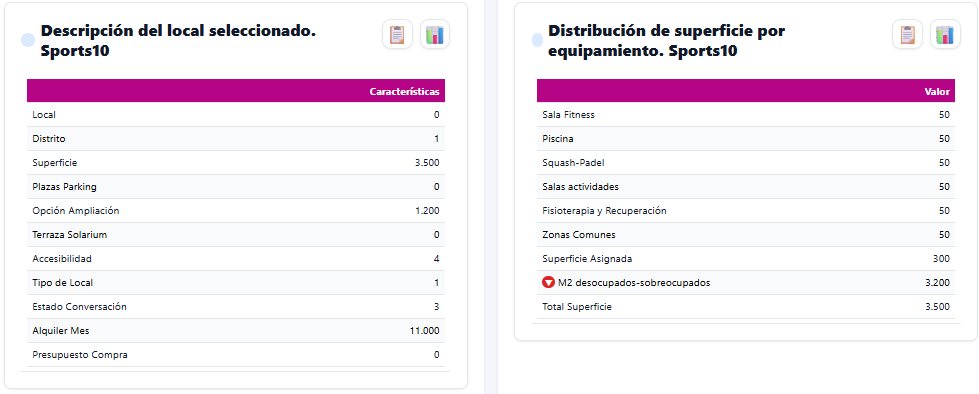 Descripción del local seleccionado.
Sports10
Características
Local 0
Distrito 1
Superficie 3.500
Plazas Parking 0
Opción Ampliación 1.200
Terraza Solarium 0
Accesibilidad 4
Tipo de Local 1
Estado Conversación 3
Alquiler Mes 11.000
Presupuesto Compra 0
Distribución de superficie por
equipamiento. Sports10
Valor
Sala Fitness 50
Piscina 50
Squash-Padel 50
Salas actividades 50
Fisioterapia y Recuperación 50
Zonas Comunes 50
Superficie Asignada 300
M2 desocupados-sobreocupados 3.200
Total Superficie 3.500